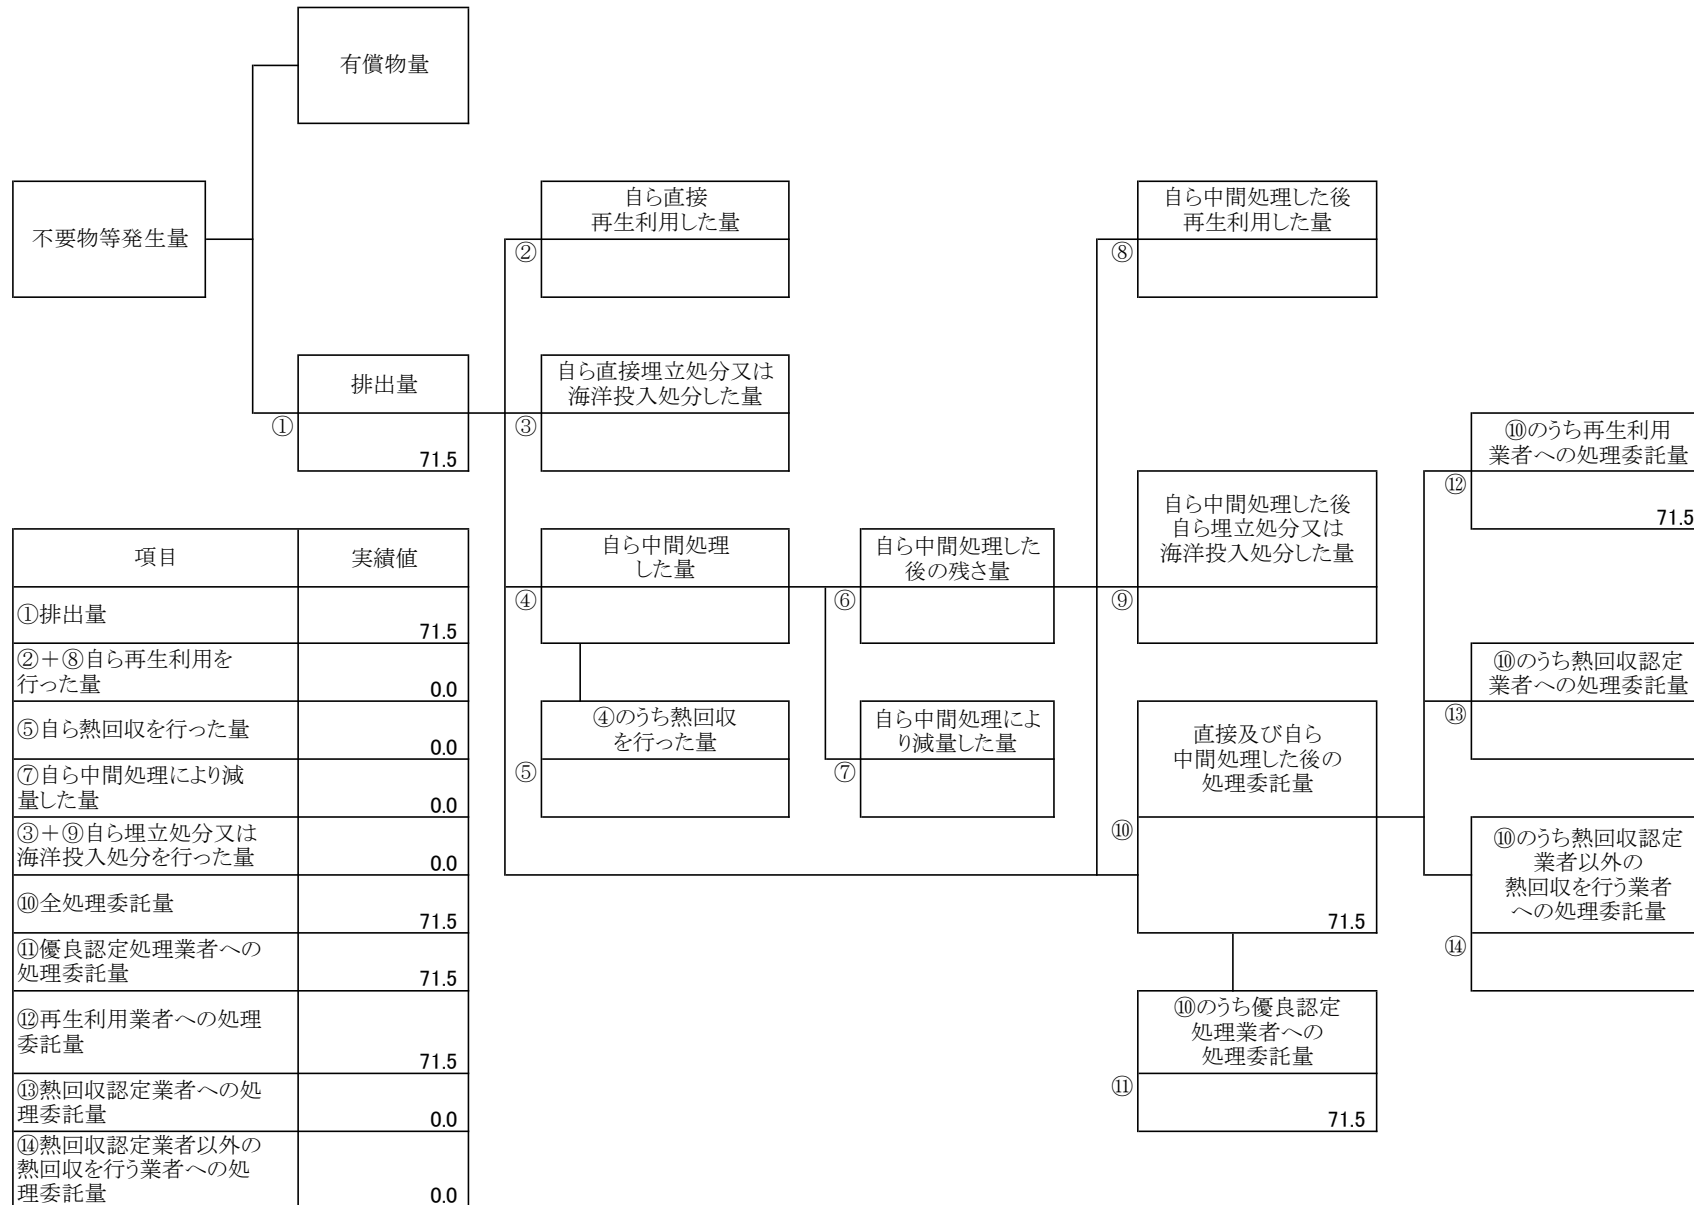 有償物量
不要物等発生量
自ら直接
再生利用した量
②
自ら中間処理した後
再生利用した量
⑧
排出量
①
71.5
自ら直接埋立処分又は
海洋投入処分した量
③
⑩のうち再生利用
業者への処理委託量
⑫
71.5
自ら中間処理した後
自ら埋立処分又は
海洋投入処分した量
⑨
自ら中間処理
した量
④
自ら中間処理した
後の残さ量
⑥
④のうち熱回収
を行った量
⑤
自ら中間処理によ
り減量した量
⑦
直接及び自ら
中間処理した後の
処理委託量
⑩
71.5
⑩のうち熱回収認定
業者への処理委託量
⑬
⑩のうち熱回収認定
業者以外の
熱回収を行う業者
への処理委託量
⑭
⑩のうち優良認定
処理業者への
処理委託量
⑪
71.5
項目 実績値
①排出量
71.5
②+⑧自ら再生利用を
行った量
0.0
⑤自ら熱回収を行った量
0.0
⑦自ら中間処理により減
量した量
0.0
③+⑨自ら埋立処分又は
海洋投入処分を行った量
0.0
⑩全処理委託量
71.5
⑪優良認定処理業者への
処理委託量
71.5
⑫再生利用業者への処理
委託量
71.5
⑬熱回収認定業者への処
理委託量
0.0
⑭熱回収認定業者以外の
熱回収を行う業者への処
理委託量
0.0